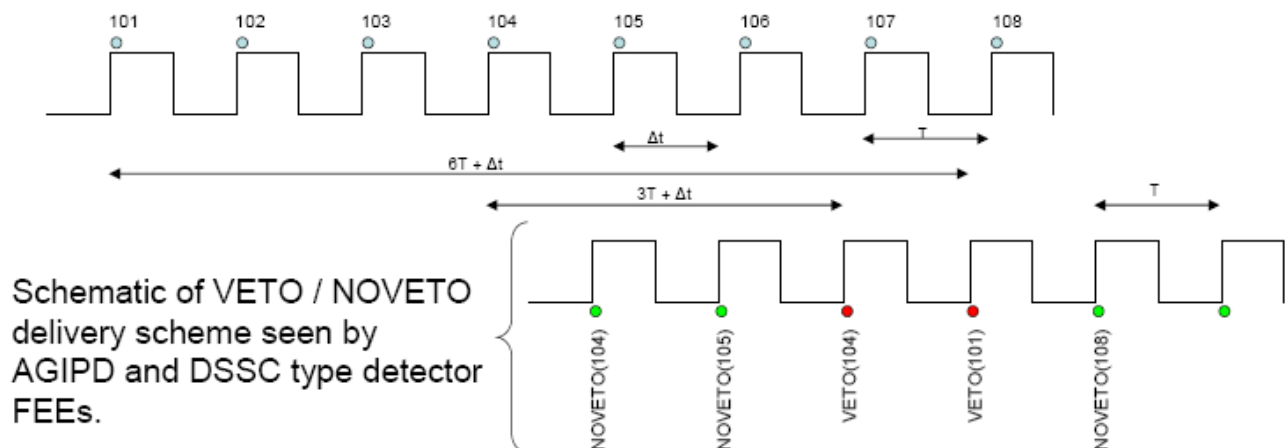 101 102 103 104 105 106 107 108
Δt
T
6T + Δt
3T + Δt
T
Schematic of VETO / NOVETO
delivery scheme seen by
AGIPD and DSSC type detector
FEEs.
NOVETO(104)
NOVETO(105)
VETO(104)
VETO(101)
NOVETO(108)